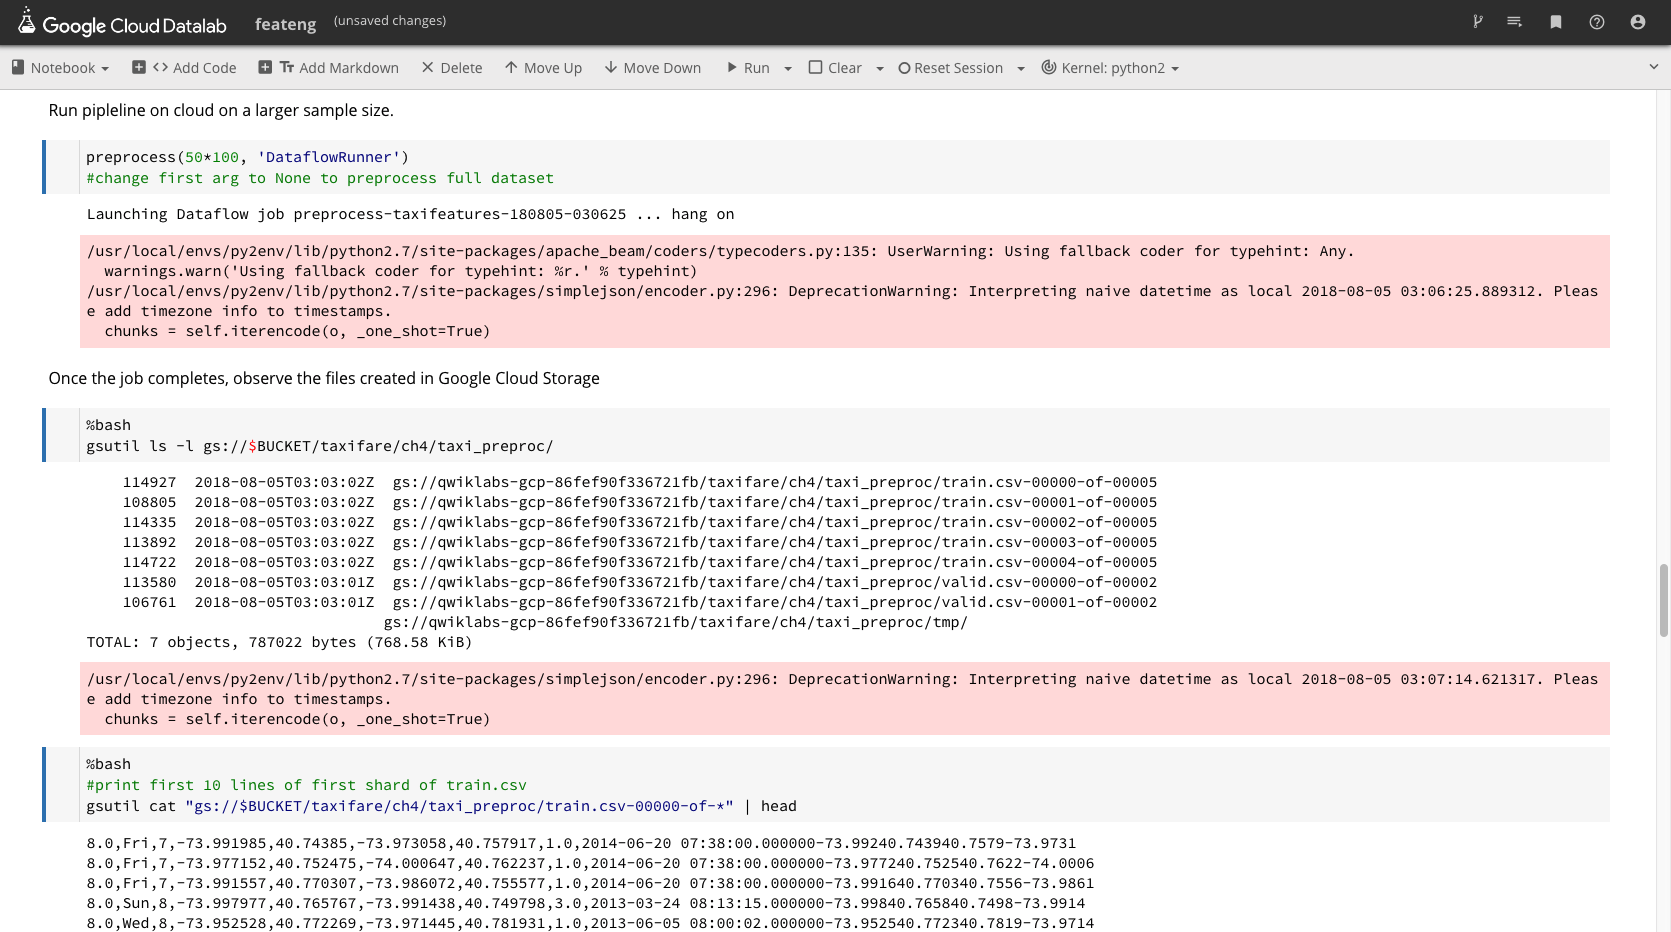 Google Cloud Datalab feateng (unsaved changes)
Notebook Add Code Add Markdown Delete Move Up Move Down Run Clear Reset Session Kernel: python2
Run pipleline on cloud on a larger sample size.
preprocess(50*100, 'DataflowRunner')
#change first arg to None to preprocess full dataset
Launching Dataflow job preprocess-taxifeatures-180805-030625 ... hang on
/usr/local/envs/py2env/lib/python2.7/site-packages/apache_beam/coders/typecoders.py:135: UserWarning: Using fallback coder for typehint: Any.
warnings.warn('Using fallback coder for typehint: %r.' % typehint)
/usr/local/envs/py2env/lib/python2.7/site-packages/simplejson/encoder.py:296: DeprecationWarning: Interpreting naive datetime as local 2018-08-05 03:06:25.889312. Pleas
e add timezone info to timestamps.
chunks = self.iterencode(o, _one_shot=True)
Once the job completes, observe the files created in Google Cloud Storage
%bash
gsutil ls -l gs://$BUCKET/taxifare/ch4/taxi_preproc/
114927 2018-08-05T03:03:02Z gs://qwiklabs-gcp-86fef90f336721fb/taxifare/ch4/taxi_preproc/train.csv-00000-of-00005
108805 2018-08-05T03:03:02Z gs://qwiklabs-gcp-86fef90f336721fb/taxifare/ch4/taxi_preproc/train.csv-00001-of-00005
114335 2018-08-05T03:03:02Z gs://qwiklabs-gcp-86fef90f336721fb/taxifare/ch4/taxi_preproc/train.csv-00002-of-00005
113892 2018-08-05T03:03:02Z gs://qwiklabs-gcp-86fef90f336721fb/taxifare/ch4/taxi_preproc/train.csv-00003-of-00005
114722 2018-08-05T03:03:02Z gs://qwiklabs-gcp-86fef90f336721fb/taxifare/ch4/taxi_preproc/train.csv-00004-of-00005
113580 2018-08-05T03:03:01Z gs://qwiklabs-gcp-86fef90f336721fb/taxifare/ch4/taxi_preproc/valid.csv-00000-of-00002
106761 2018-08-05T03:03:01Z gs://qwiklabs-gcp-86fef90f336721fb/taxifare/ch4/taxi_preproc/valid.csv-00001-of-00002
gs://qwiklabs-gcp-86fef90f336721fb/taxifare/ch4/taxi_preproc/tmp/
TOTAL: 7 objects, 787022 bytes (768.58 KiB)
/usr/local/envs/py2env/lib/python2.7/site-packages/simplejson/encoder.py:296: DeprecationWarning: Interpreting naive datetime as local 2018-08-05 03:07:14.621317. Pleas
e add timezone info to timestamps.
chunks = self.iterencode(o, _one_shot=True)
%bash
#print first 10 lines of first shard of train.csv
gsutil cat "gs://$BUCKET/taxifare/ch4/taxi_preproc/train.csv-00000-of-*" | head
8.0,Fri,7,-73.991985,40.74385,-73.973058,40.757917,1.0,2014-06-20 07:38:00.000000-73.99240.743940.7579-73.9731
8.0,Fri,7,-73.977152,40.752475,-74.000647,40.762237,1.0,2014-06-20 07:38:00.000000-73.977240.752540.7622-74.0006
8.0,Fri,7,-73.991557,40.770307,-73.986072,40.755577,1.0,2014-06-20 07:38:00.000000-73.991640.770340.7556-73.9861
8.0,Sun,8,-73.997977,40.765767,-73.991438,40.749798,3.0,2013-03-24 08:13:15.000000-73.99840.765840.7498-73.9914
8.0,Wed,8,-73.952528,40.772269,-73.971445,40.781931,1.0,2013-06-05 08:00:02.000000-73.952540.772340.7819-73.9714